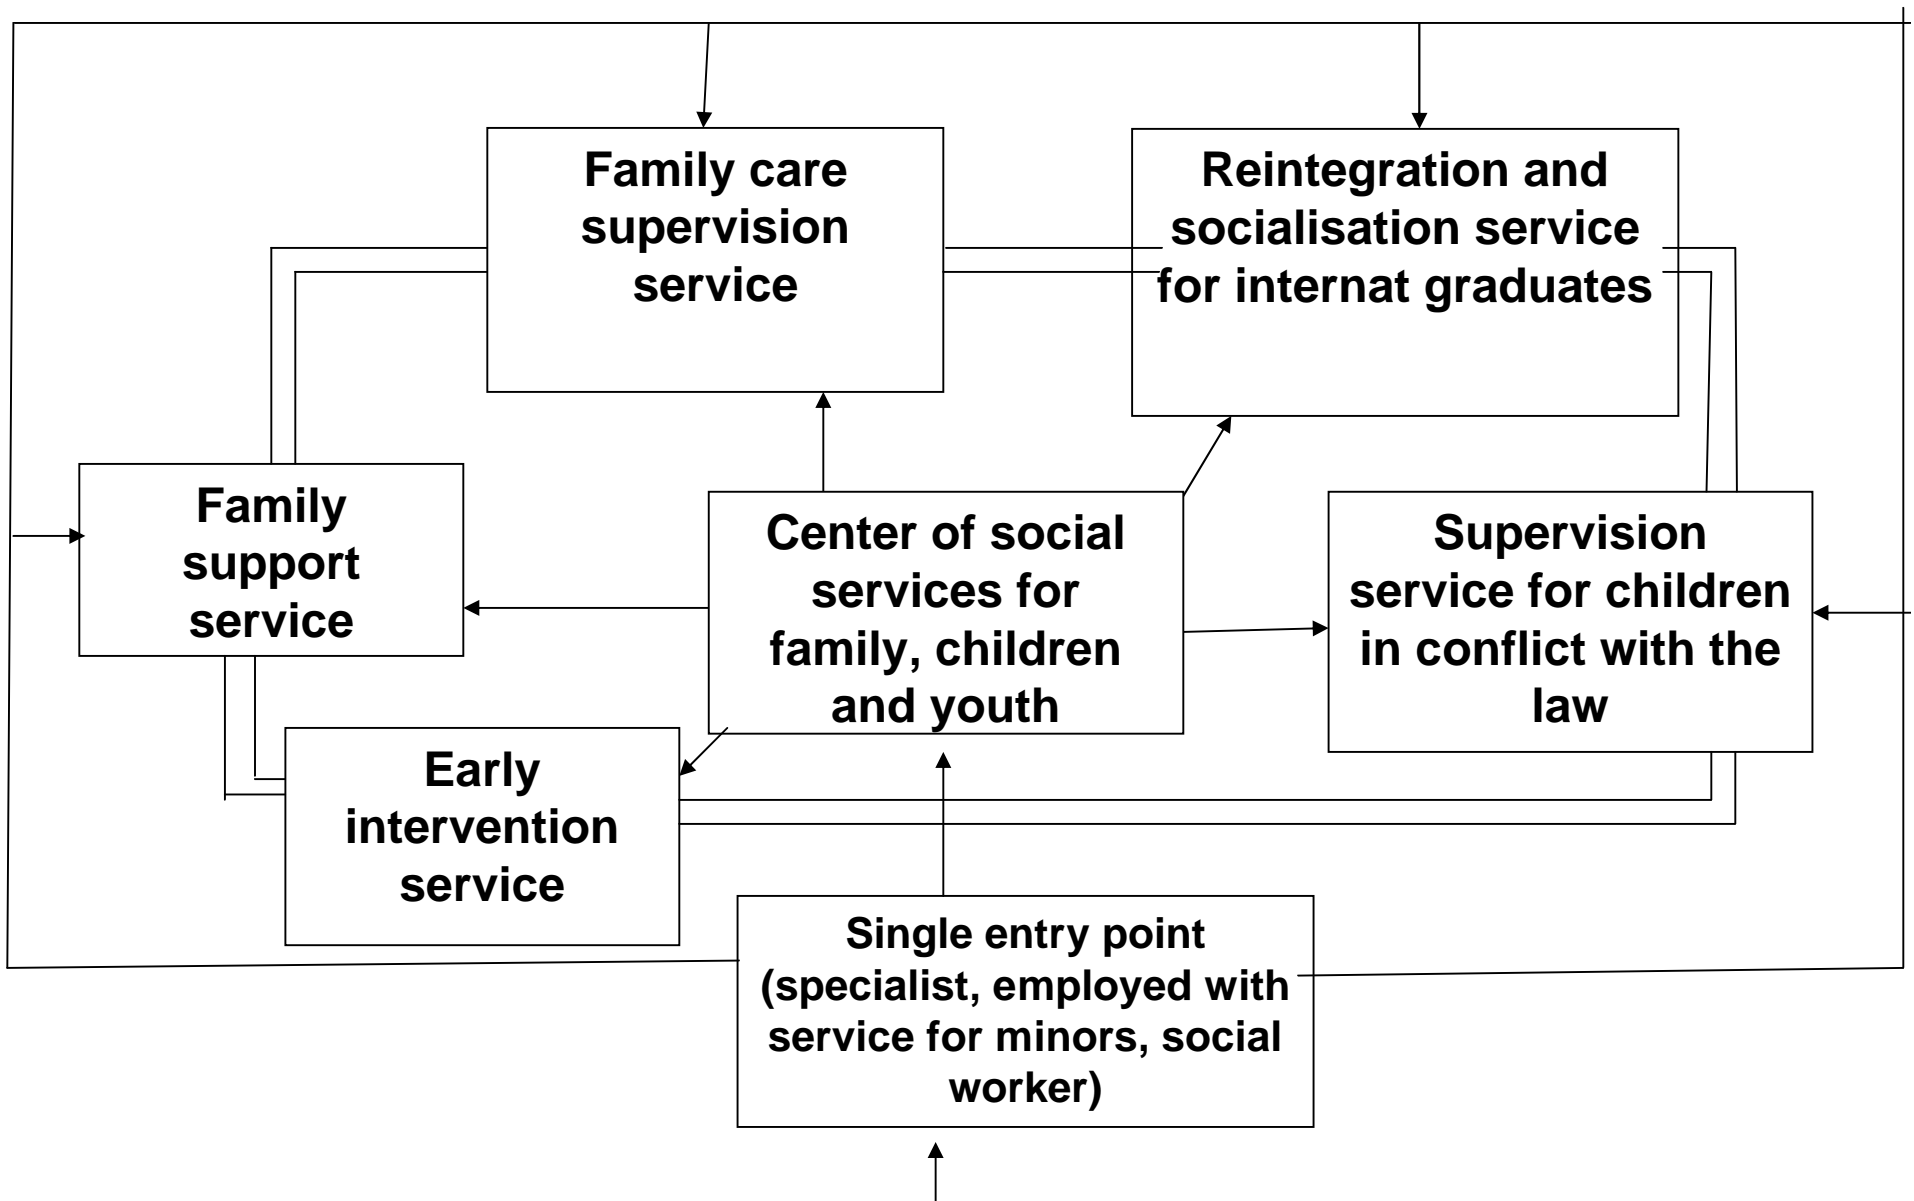 Family care
supervision
service
Reintegration and
socialisation service
for internat graduates
Family
support
service
Center of social
services for
family, children
and youth
Supervision
service for children
in conflict with the
law
Early
intervention
service
Single entry point
(specialist, employed with
service for minors, social
worker)